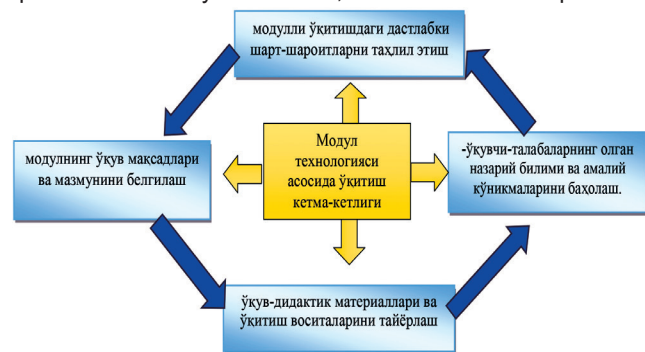 модулли ўқитишдаги дастлабки
шарт-шароитларни таҳлил этиш
модулнинг ўқув мақсадлари
ва мазмунини белгилаш
Модул
технологияси
асосида ўқитиш
кетма-кетлиги
-ўқувчи-талабаларнинг олган
назарий билими ва амалий
кўникмаларини баҳолаш.
ўқув-дидактик материаллари ва
ўқитиш воситаларини тайёрлаш